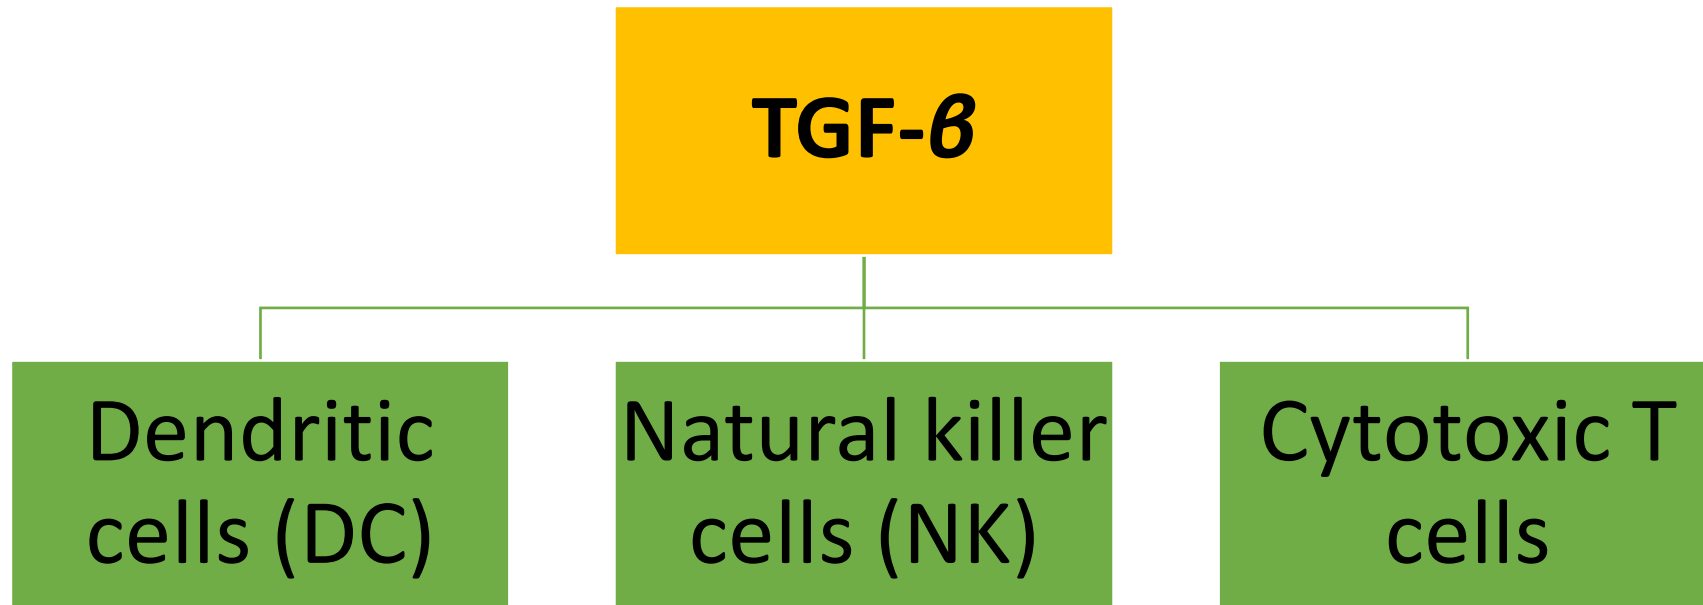 TGF-β
Dendritic
cells (DC)
Natural killer
cells (NK)
Cytotoxic T
cells